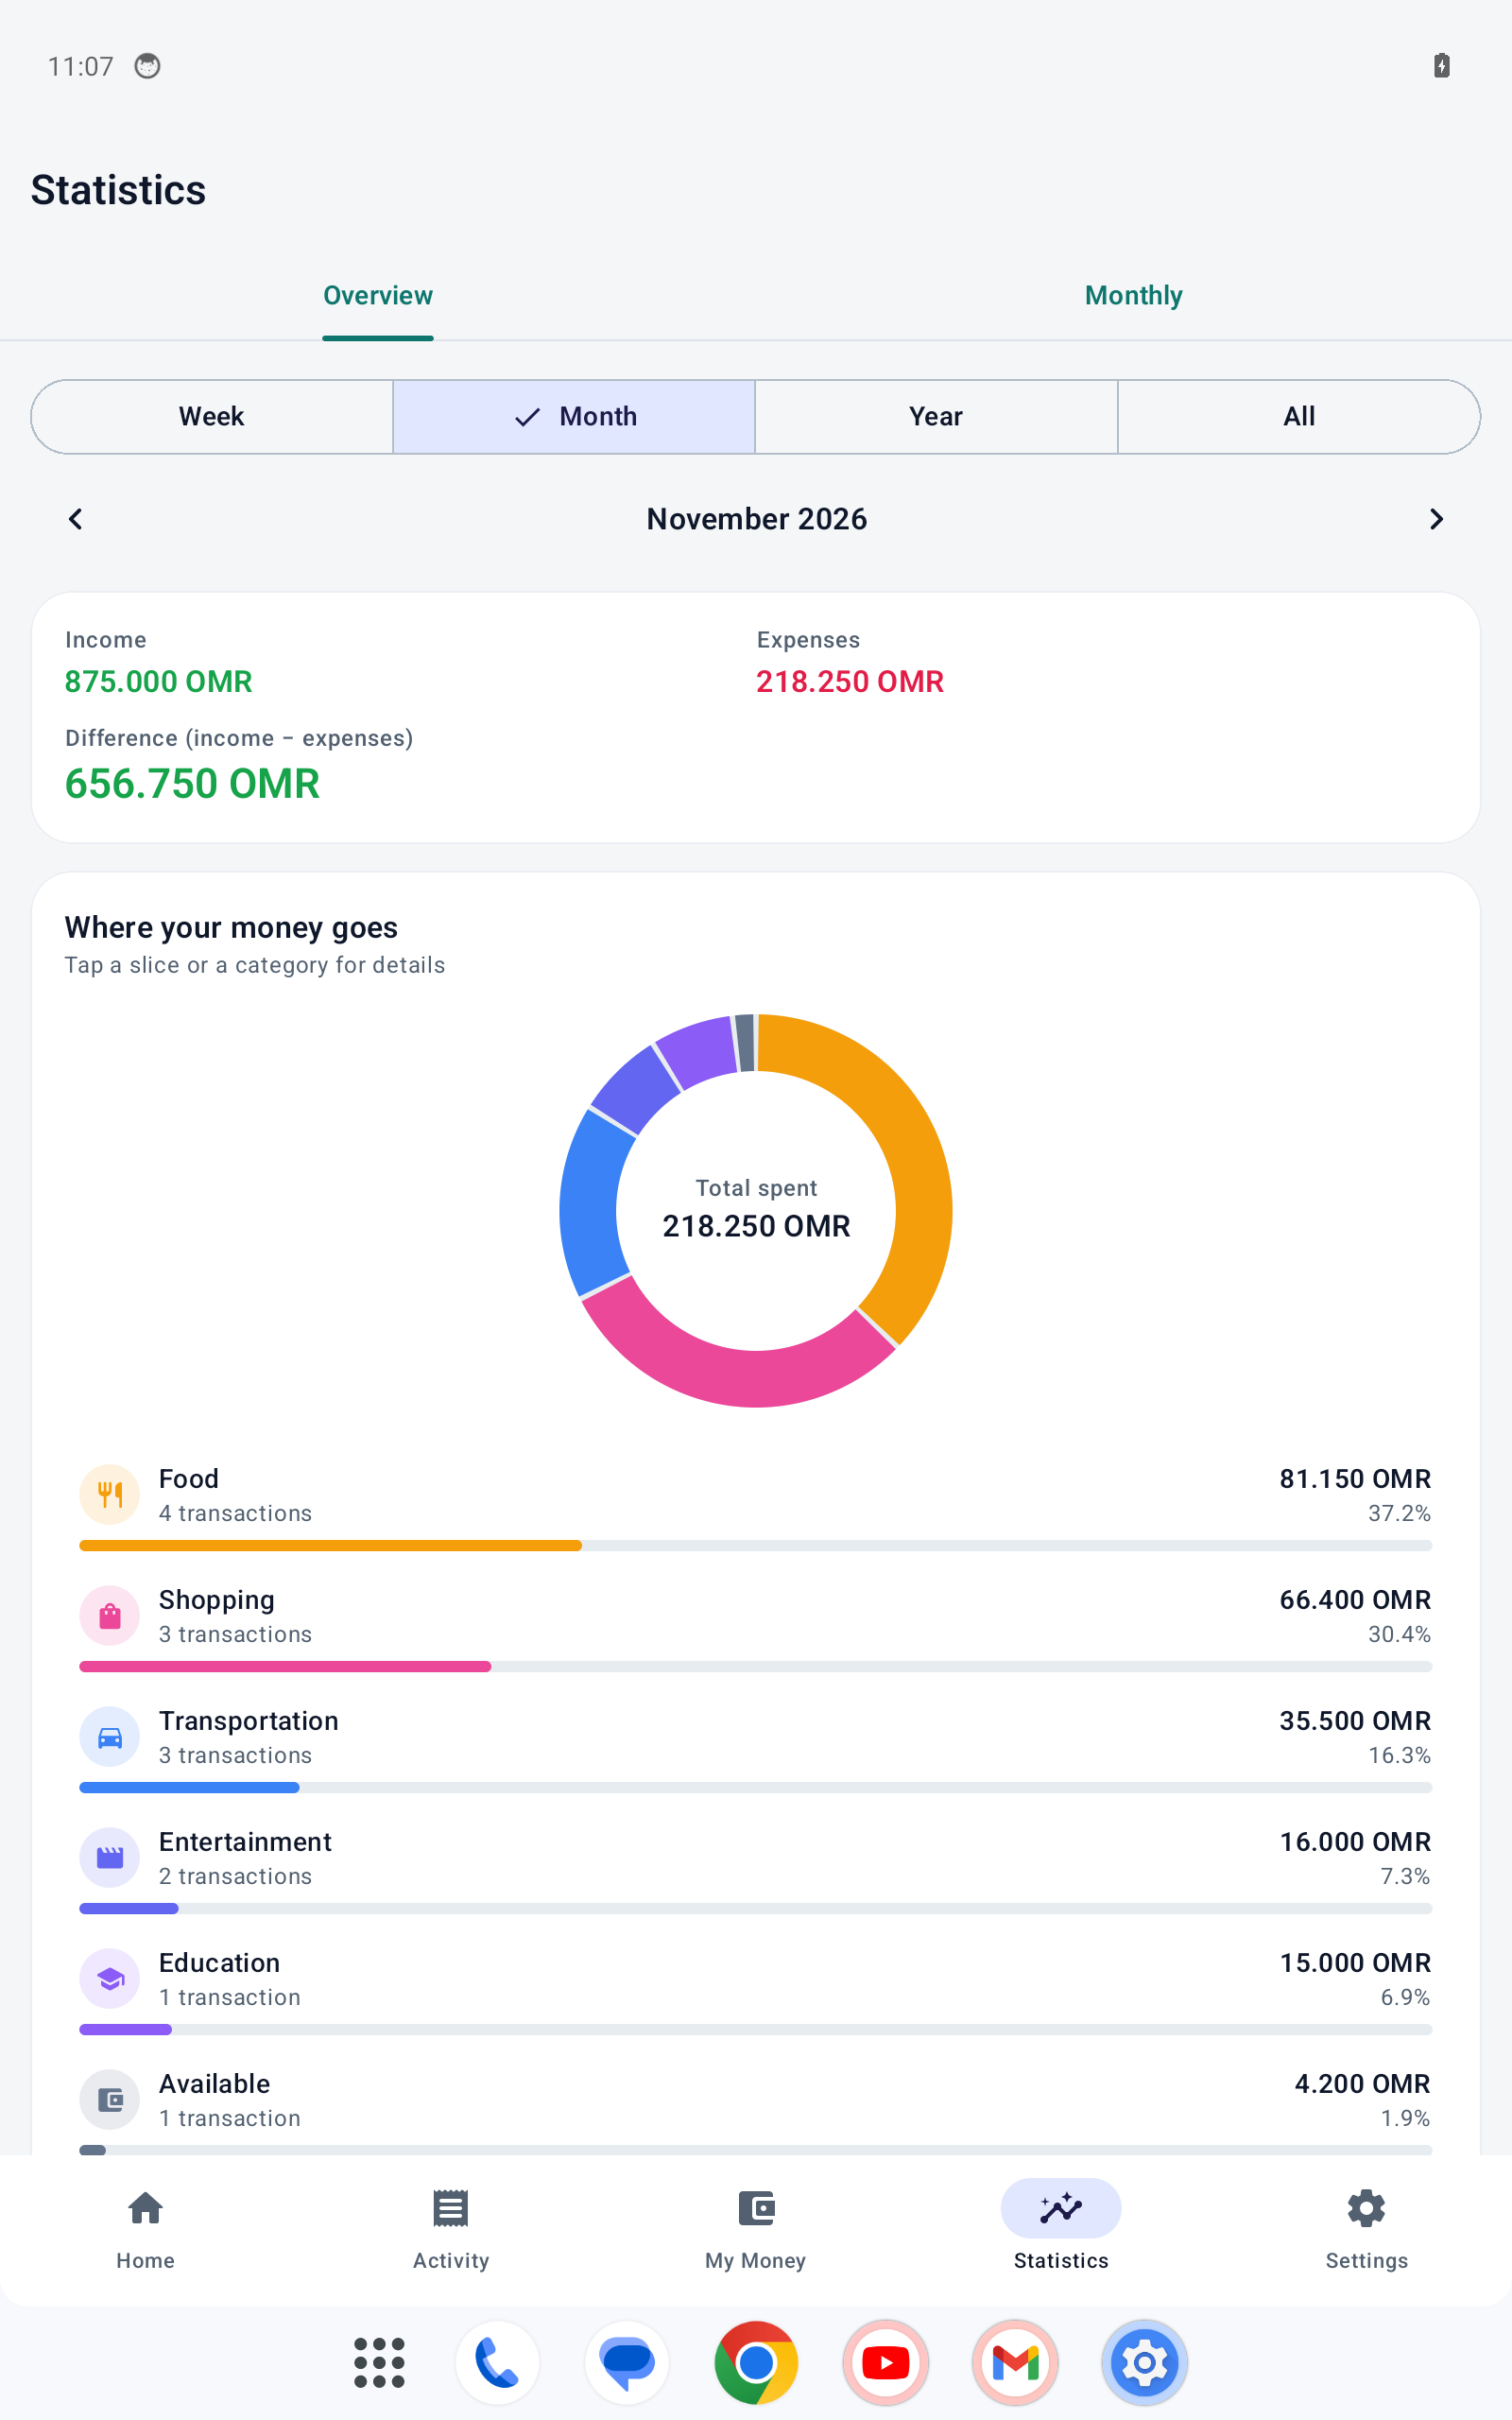 11:07
Statistics
Overview
Monthly
Week
Month
Year
All
November 2026
Income
Expenses
875.000 OMR
218.250 OMR
Difference (income − expenses)
656.750 OMR
Where your money goes
Tap a slice or a category for details
Total spent
218.250 OMR
Food
81.150 OMR
4 transactions
37.2%
Shopping
66.400 OMR
3 transactions
30.4%
Transportation
35.500 OMR
3 transactions
16.3%
Entertainment
16.000 OMR
2 transactions
7.3%
Education
15.000 OMR
1 transaction
6.9%
Available
4.200 OMR
1 transaction
1.9%
Home
Activity
My Money
Statistics
Settings